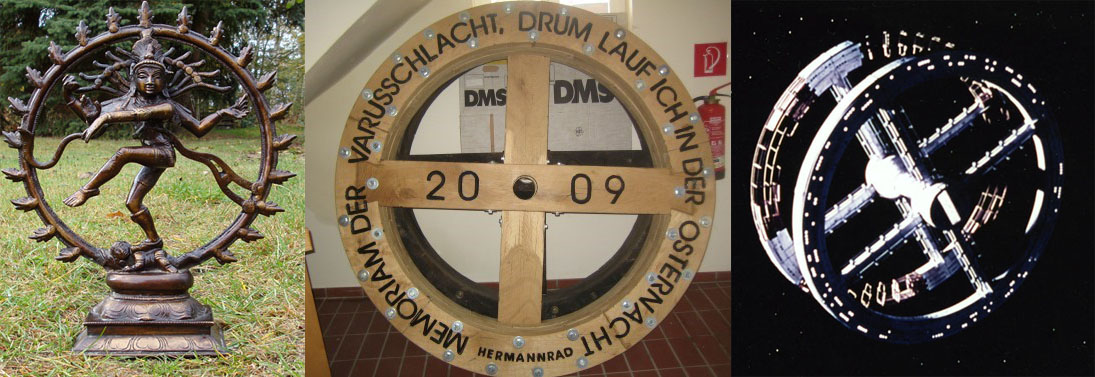 MEMORIAM DER VARUSSCHLACHT, DRUM LAUF ICH IN DER OSTERNACHT
DMS
DMS
20 09
HERMANNRAD